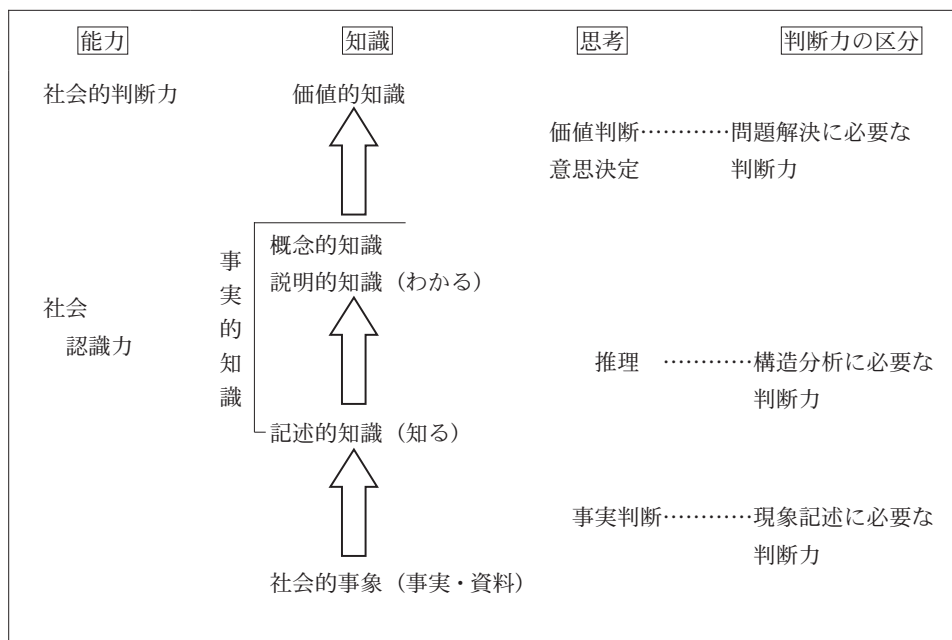 能力 知識 思考 判断力の区分
社会的判断力 価値的知識
価値判断…………問題解決に必要な
意思決定 判断力
概念的知識
説明的知識（わかる）
事実的知識
社会
認識力
推理 …………構造分析に必要な
判断力
記述的知識（知る）
事実判断…………現象記述に必要な
判断力
社会的事象（事実・資料）